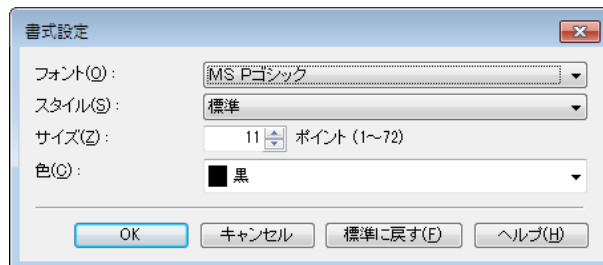 書式設定
フォント(O): MS Pゴシック
スタイル(S): 標準
サイズ(Z): 11 ポイント (1～72)
色(C): 黒
OK キャンセル 標準に戻す(F) ヘルプ(H)